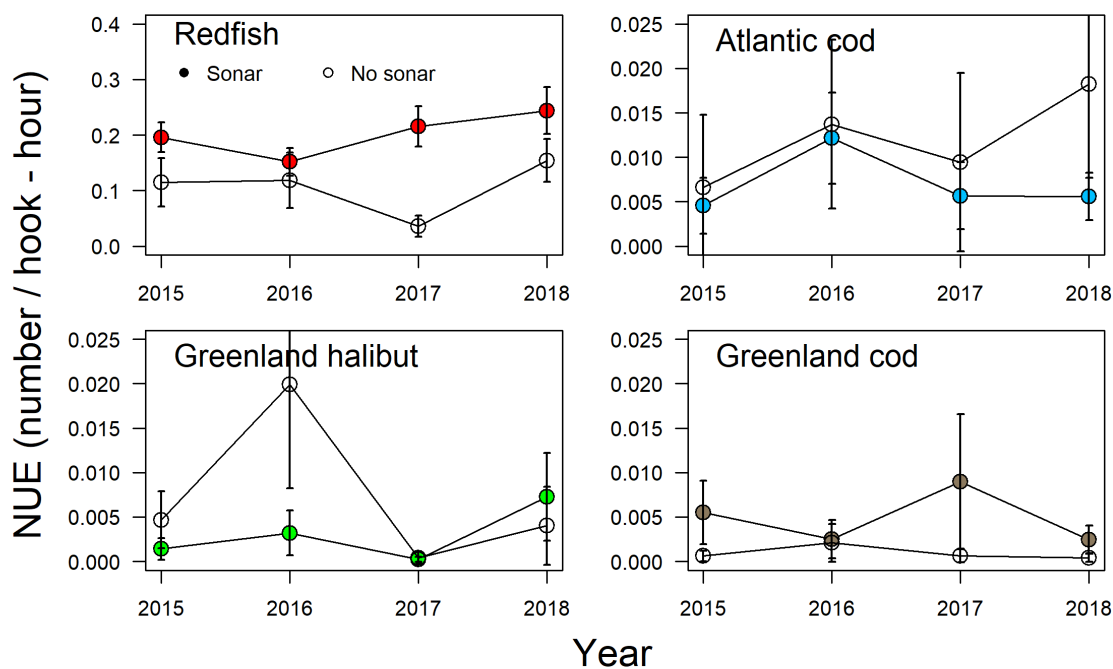 NUE (number / hook - hour)
Redfish
Sonar No sonar
0.4
0.3
0.2
0.1
0.0
2015 2016 2017 2018
Atlantic cod
0.025
0.020
0.015
0.010
0.005
0.000
2015 2016 2017 2018
Greenland halibut
0.025
0.020
0.015
0.010
0.005
0.000
2015 2016 2017 2018
Greenland cod
0.025
0.020
0.015
0.010
0.005
0.000
2015 2016 2017 2018
Year